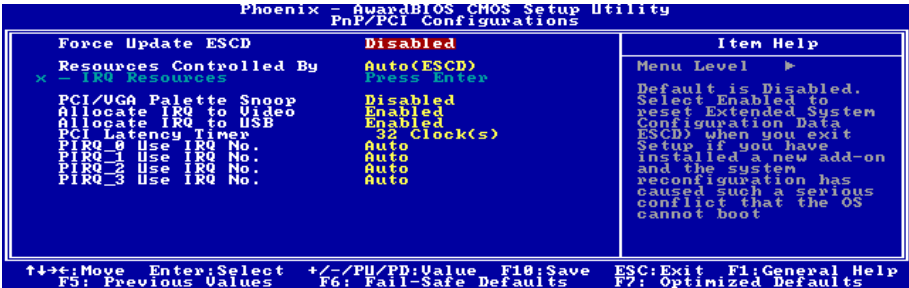 Phoenix - AwardBIOS CMOS Setup Utility
PnP/PCI Configurations
Force Update ESCD Disabled
Resources Controlled By Auto(ESCD)
x - IRQ Resources Press Enter
PCI/VGA Palette Snoop Disabled
Allocate IRQ to Video Enabled
Allocate IRQ to USB Enabled
PCI Latency Timer 32 Clock(s)
PIRQ_0 Use IRQ No. Auto
PIRQ_1 Use IRQ No. Auto
PIRQ_2 Use IRQ No. Auto
PIRQ_3 Use IRQ No. Auto
Item Help
Menu Level ►
Default is Disabled.
Select Enabled to
reset Extended System
Configuration Data
ESCD) when you exit
Setup if you have
installed a new add-on
and the system
reconfiguration has
caused such a serious
conflict that the OS
cannot boot
↑↓→←:Move Enter:Select +/-/PU/PD:Value F10:Save ESC:Exit F1:General Help
F5: Previous Values F6: Fail-Safe Defaults F7: Optimized Defaults